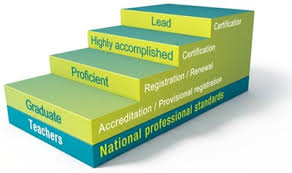 Lead
Certification
Highly accomplished
Certification
Proficient
Registration / Renewal
Graduate
Accreditation / Provisional registration
Teachers
National professional standards